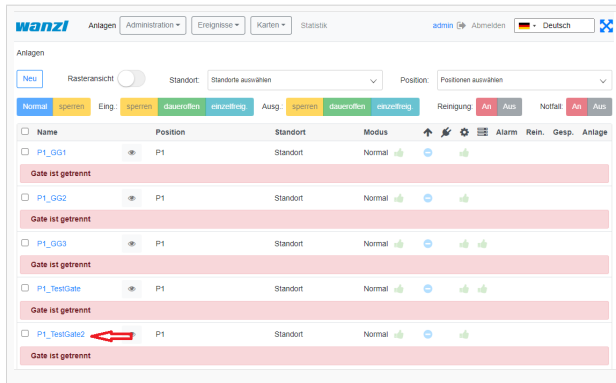 wanzl Anlagen Administration Ereignisse Karten Statistik admin Abmelden Deutsch
Anlagen
Neu Rasteransicht Standort: Standorte auswählen Position: Positionen auswählen
Normal sperren Eing.: sperren daueroffen einzelfreig Ausg.: sperren daueroffen einzelfreig Reinigung: An Aus Notfall: An Aus
Name Position Standort Modus Alarm Rein. Gesp. Anlage
P1_GG1 P1 Standort Normal
Gate ist getrennt
P1_GG2 P1 Standort Normal
Gate ist getrennt
P1_GG3 P1 Standort Normal
Gate ist getrennt
P1_TestGate P1 Standort Normal
Gate ist getrennt
P1_TestGate2 P1 Standort Normal
Gate ist getrennt